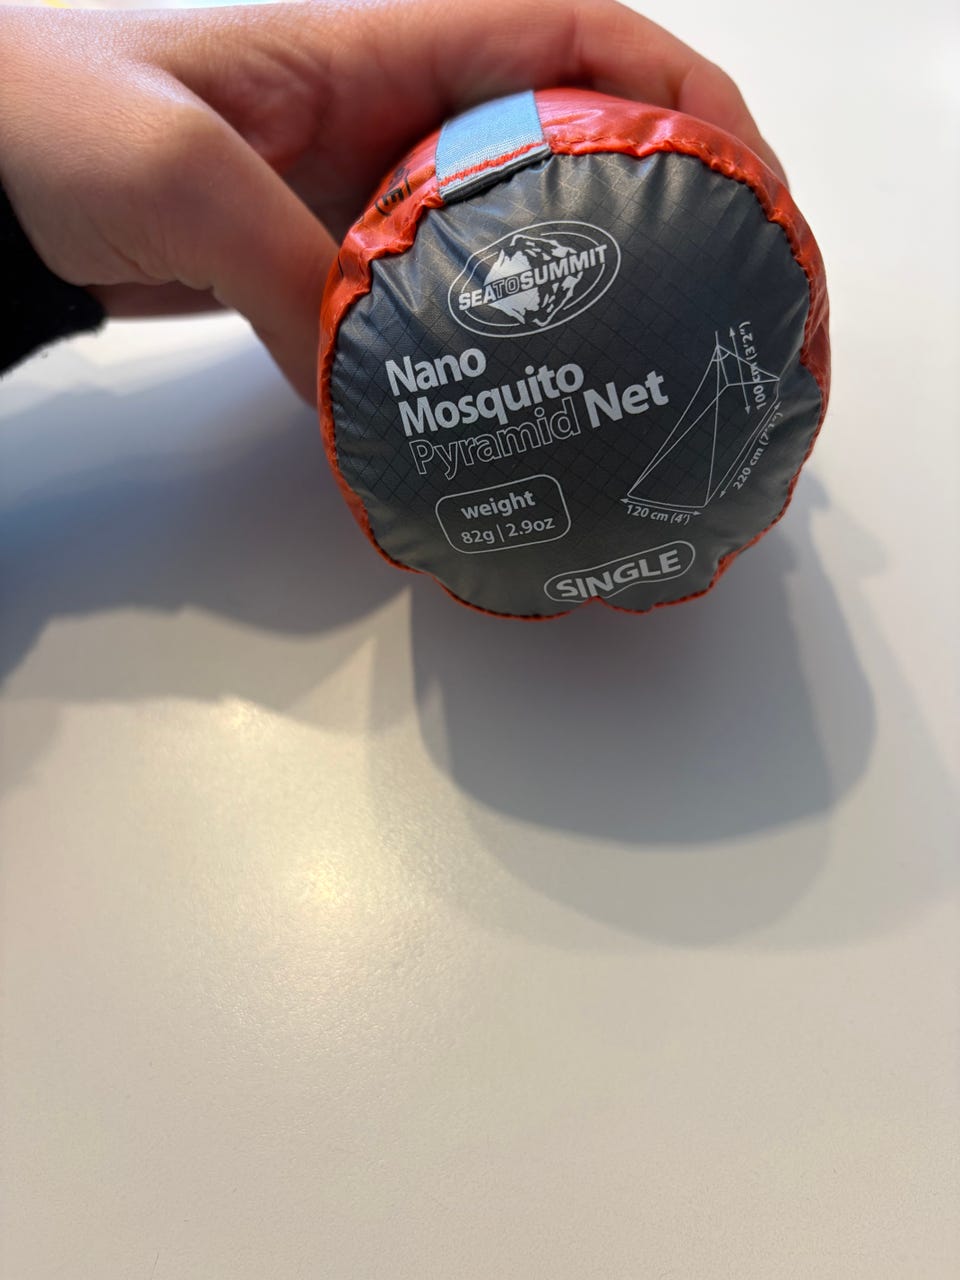 SEATOSUMMIT
Nano
Mosquito
Pyramid Net
weight
82g | 2.9oz
SINGLE
100 cm (3'2")
220 cm
120 cm (4')